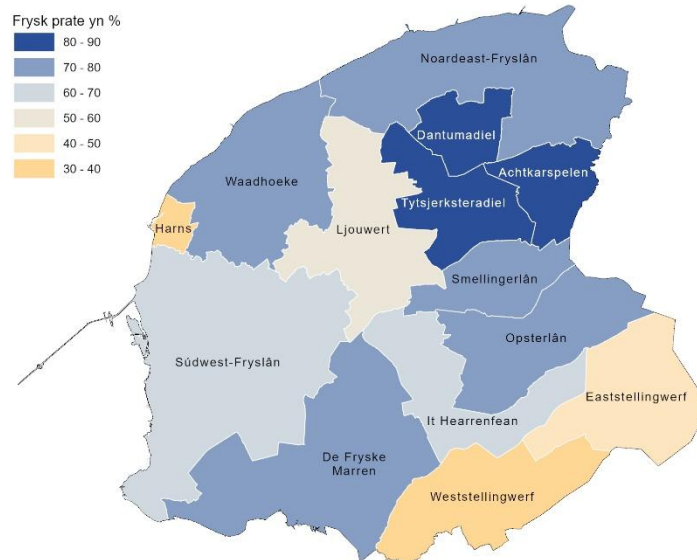 Frysk prate yn %
80 - 90
70 - 80
60 - 70
50 - 60
40 - 50
30 - 40
Noardeast-Fryslân
Dantumadiel
Achtkarspelen
Waadhoeke
Tytsjerksteradiel
Harns
Ljouwert
Smellingerlân
Opsterlân
Súdwest-Fryslân
Eaststellingwerf
It Hearrenfean
De Fryske
Marren
Weststellingwerf